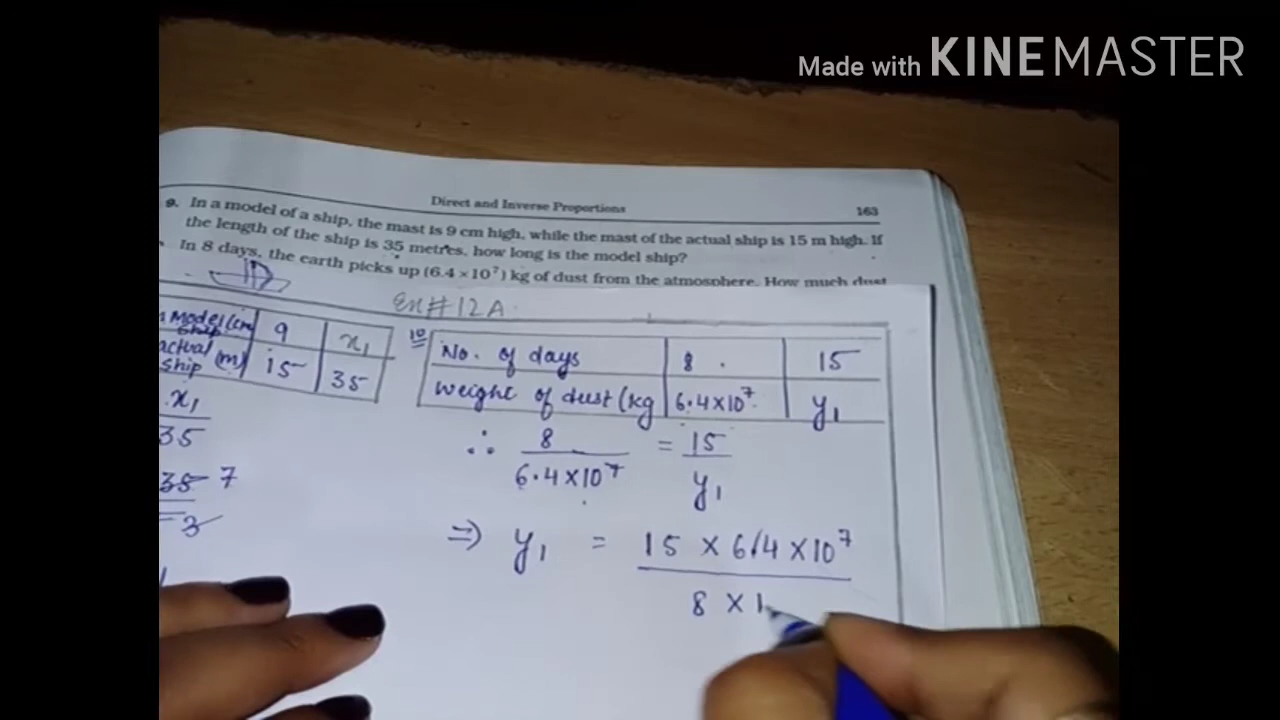 Made with KINEMASTER
Direct and Inverse Proportions 163
9. In a model of a ship, the mast is 9 cm high, while the mast of the actual ship is 15 m high. If
the length of the ship is 35 metres, how long is the model ship?
In 8 days, the earth picks up (6.4 × 10⁷) kg of dust from the atmosphere. How much dust
Ex# 12A
Model (cm 9 x₁
ship
actual (m) 15 35
ship
x₁
35
35 7
3
10
No. of days 8 15
Weight of dust (kg 6.4×10⁷ y₁
∴ 8 / 6.4×10⁷ = 15 / y₁
⇒ y₁ = 15 × 6/4 × 10⁷
8 × 1